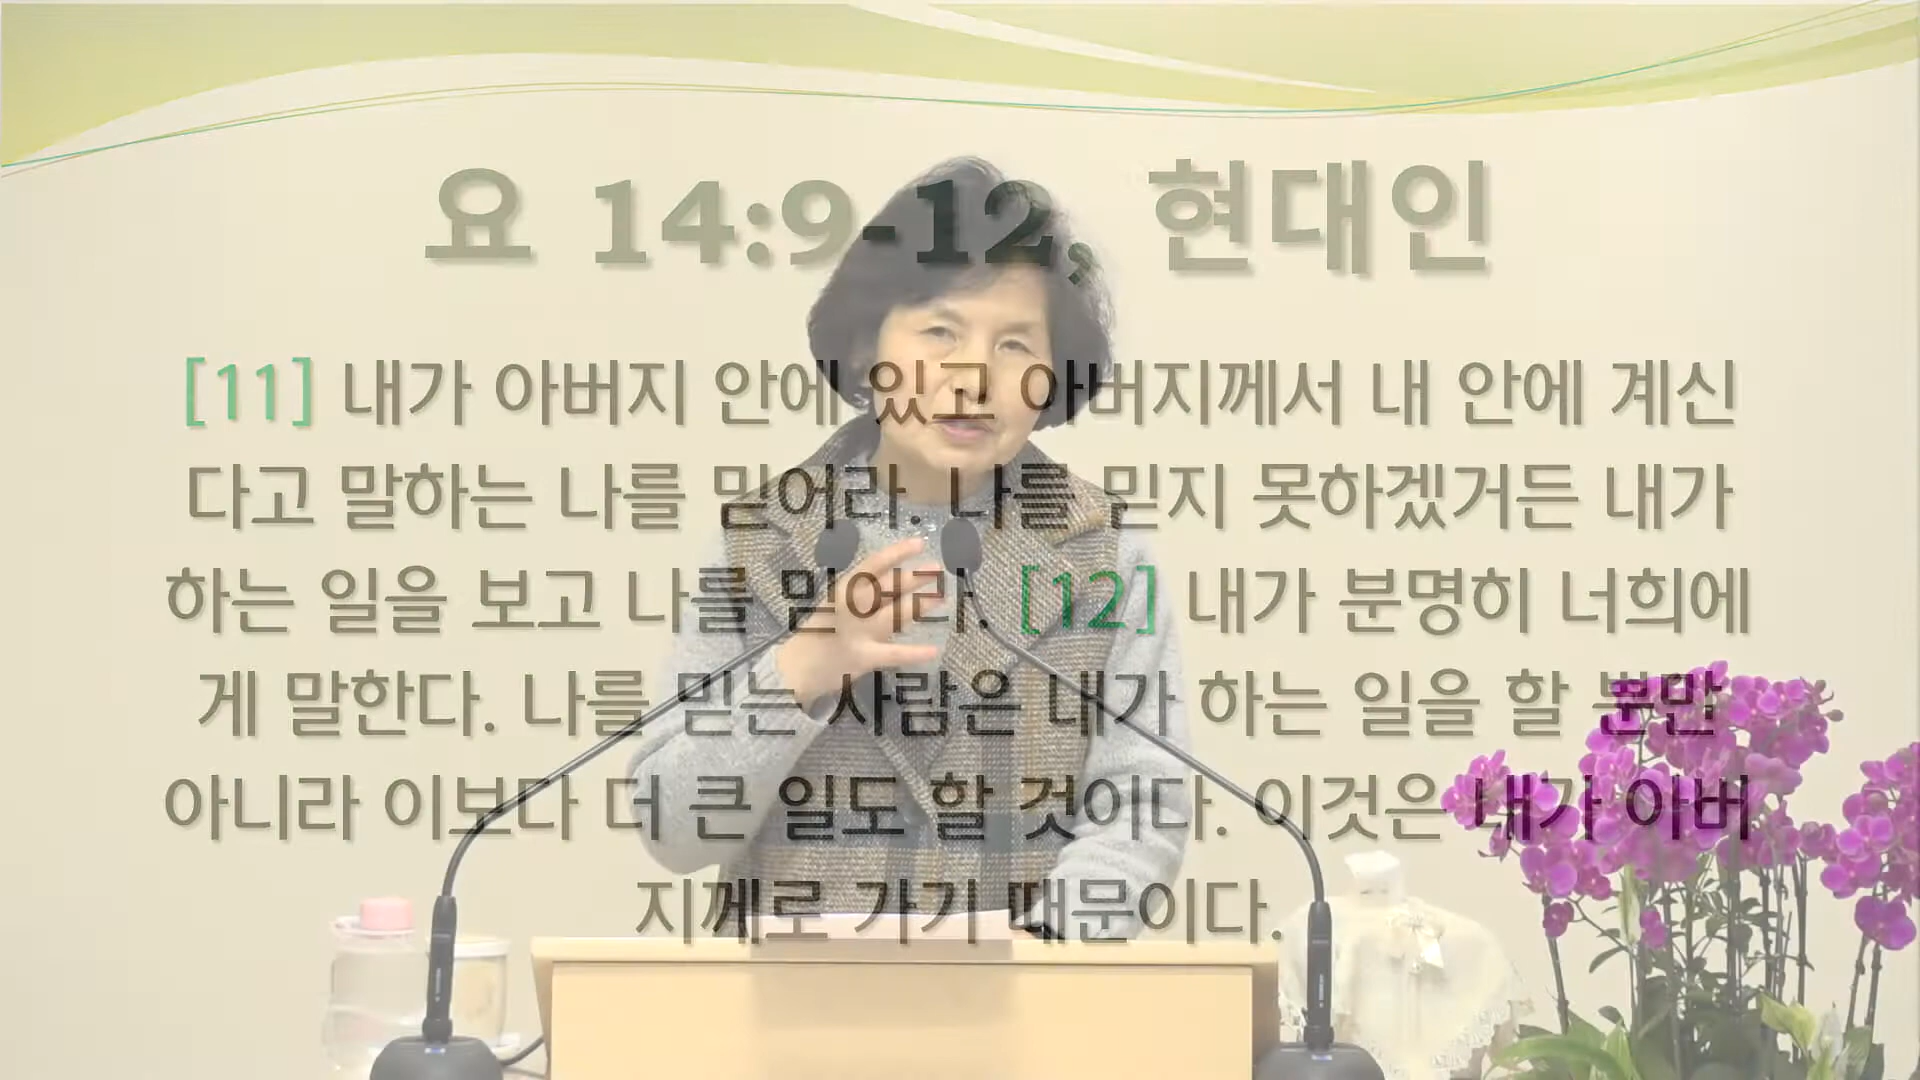 요 14:9-12, 현대인
[11] 내가 아버지 안에 있고 아버지께서 내 안에 계신
다고 말하는 나를 믿어라. 나를 믿지 못하겠거든 내가
하는 일을 보고 나를 믿어라. [12] 내가 분명히 너희에
게 말한다. 나를 믿는 사람은 내가 하는 일을 할 뿐만
아니라 이보다 더 큰 일도 할 것이다. 이것은 내가 아버
지께로 가기 때문이다.